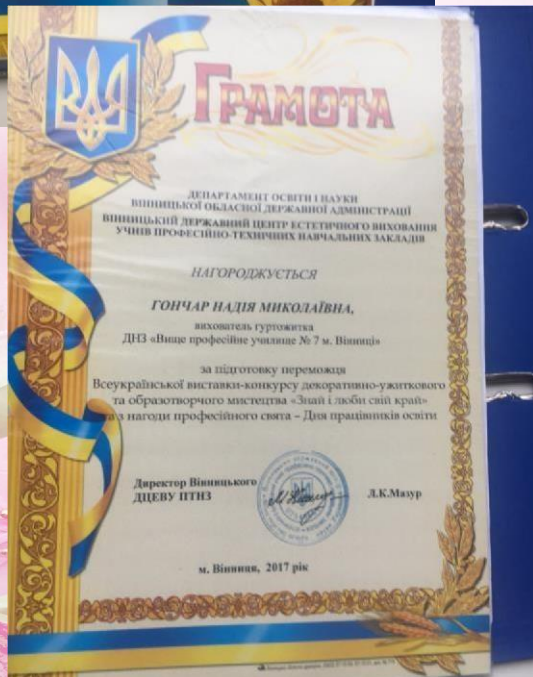 ГРАМОТА
ДЕПАРТАМЕНТ ОСВІТИ І НАУКИ
ВІННИЦЬКОЇ ОБЛАСНОЇ ДЕРЖАВНОЇ АДМІНІСТРАЦІЇ
ВІННИЦЬКИЙ ДЕРЖАВНИЙ ЦЕНТР ЕСТЕТИЧНОГО ВИХОВАННЯ
УЧНІВ ПРОФЕСІЙНО-ТЕХНІЧНИХ НАВЧАЛЬНИХ ЗАКЛАДІВ
НАГОРОДЖУЄТЬСЯ
ГОНЧАР НАДІЯ МИКОЛАЇВНА,
вихователь гуртожитка
ДНЗ «Вище професійне училище № 7 м. Вінниці»
за підготовку переможця
Всеукраїнської виставки-конкурсу декоративно-ужиткового
та образотворчого мистецтва «Знай і люби свій край»
та з нагоди професійного свята – Дня працівників освіти
Директор Вінницького
ДЦЕВУ ПТНЗ
Л.К.Мазур
м. Вінниця, 2017 рік